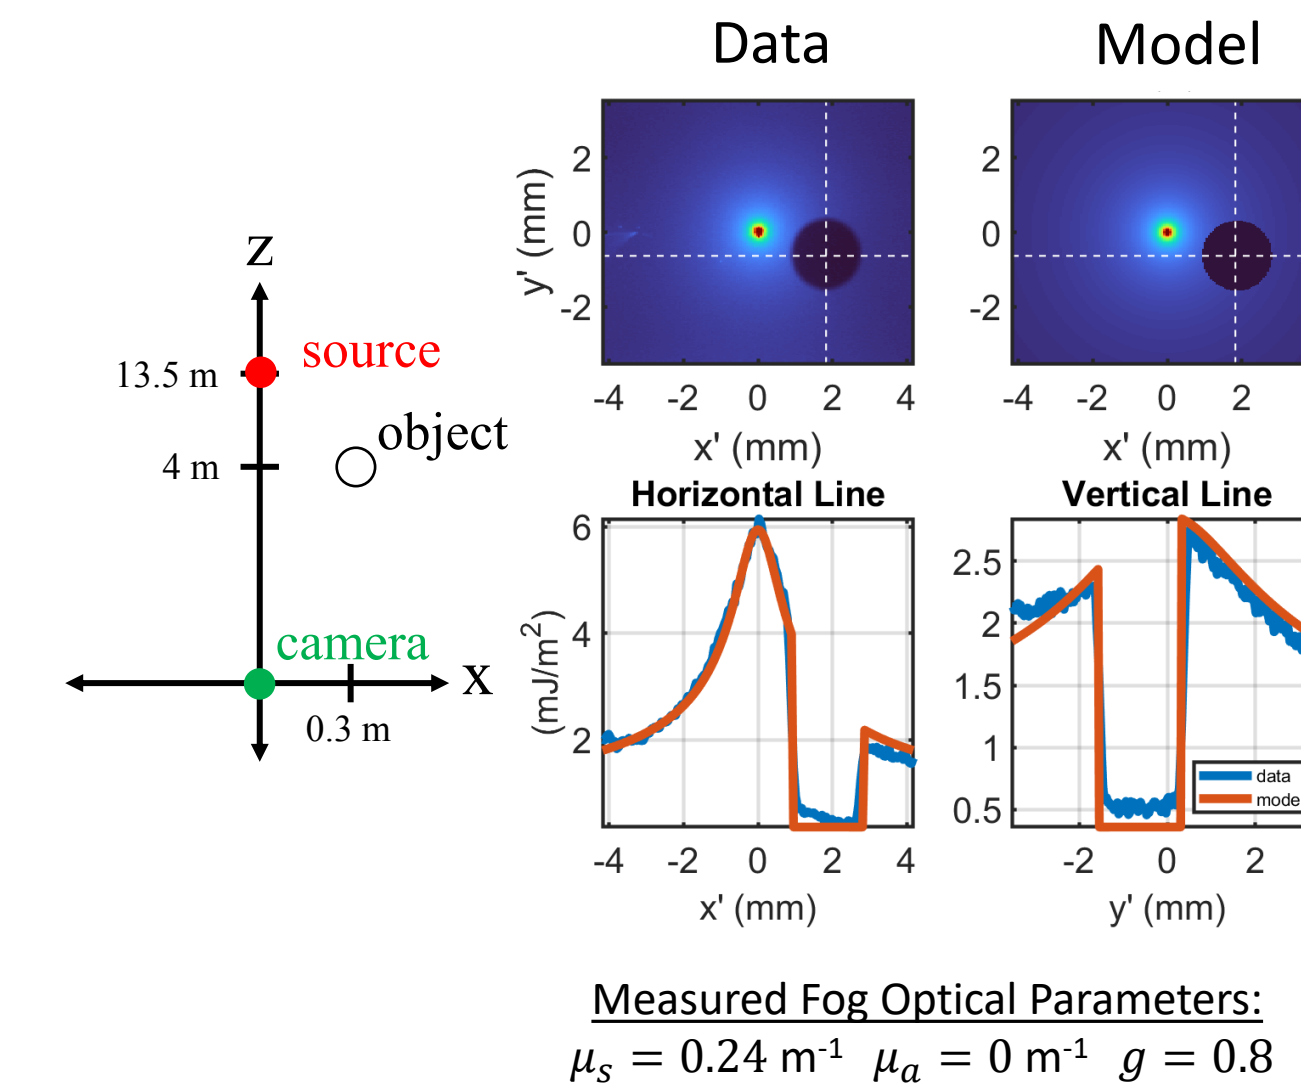 Data
Model
2
0
-2
y' (mm)
-4 -2 0 2 4
x' (mm)
2
0
-2
-4 -2 0 2
x' (mm)
z
source
13.5 m
object
4 m
camera
x
0.3 m
Horizontal Line
6
4
2
(mJ/m²)
-4 -2 0 2 4
x' (mm)
Vertical Line
2.5
2
1.5
1
0.5
data
mode
-2 0 2
y' (mm)
Measured Fog Optical Parameters:
μₛ = 0.24 m⁻¹ μₐ = 0 m⁻¹ g = 0.8